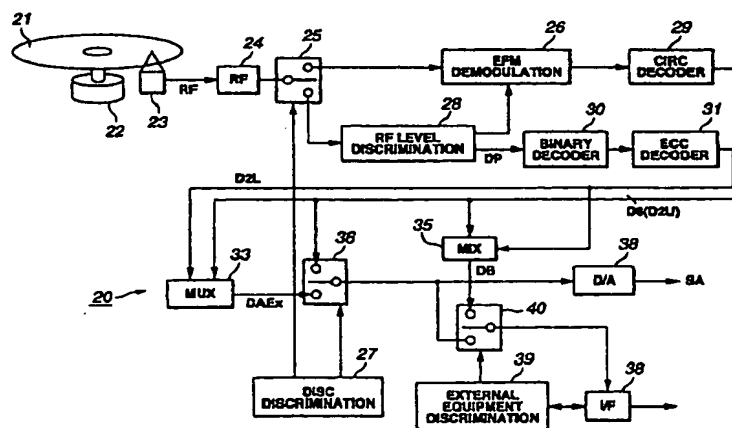 21
24
25
26
29
RF
EFM
DEMODULATION
CIRC
DECODER
RF
22
23
28
30
31
RF LEVEL
DISCRIMINATION
DP
BINARY
DECODER
ECC
DECODER
D2L
36
35
MIX
DB
38
D/A
SA
20
33
MUX
DAEx
40
27
DISC
DISCRIMINATION
39
EXTERNAL
EQUIPMENT
DISCRIMINATION
38
I/F